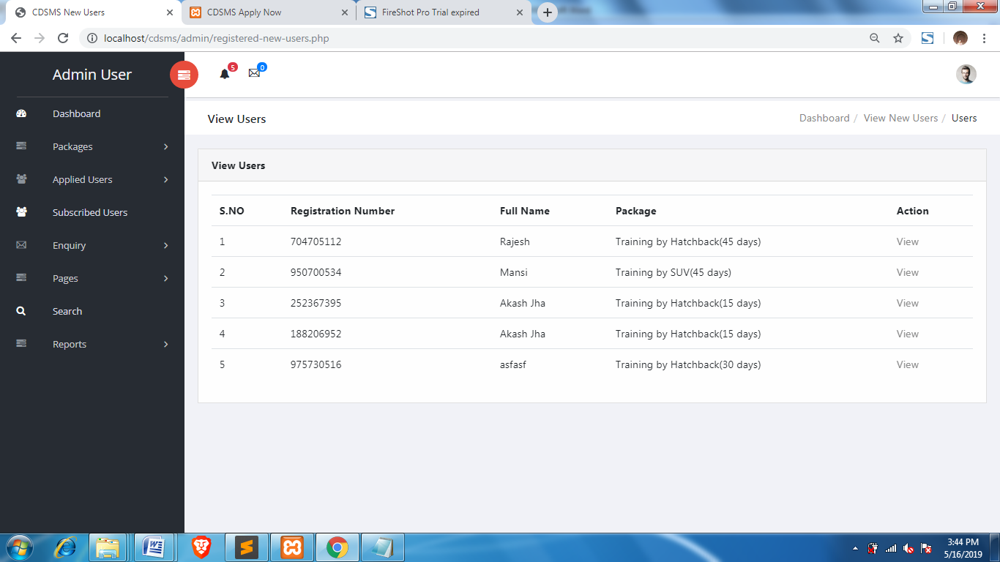 CDSMS New Users
CDSMS Apply Now
FireShot Pro Trial expired
localhost/cdsms/admin/registered-new-users.php
Admin User
5
0
Dashboard
Packages
Applied Users
Subscribed Users
Enquiry
Pages
Search
Reports
View Users
Dashboard / View New Users / Users
View Users
S.NO Registration Number Full Name Package Action
1 704705112 Rajesh Training by Hatchback(45 days) View
2 950700534 Mansi Training by SUV(45 days) View
3 252367395 Akash Jha Training by Hatchback(15 days) View
4 188206952 Akash Jha Training by Hatchback(15 days) View
5 975730516 asfasf Training by Hatchback(30 days) View
3:44 PM
5/16/2019